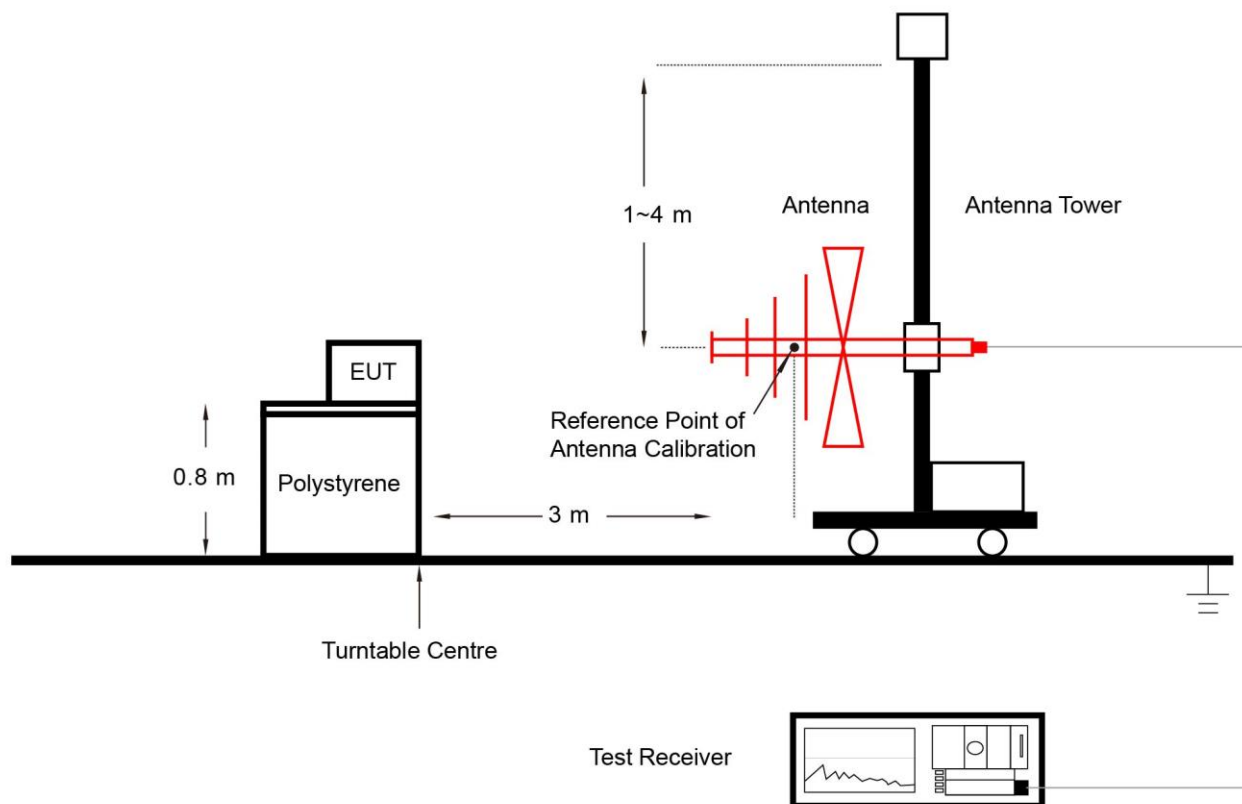 1~4 m
Antenna
Antenna Tower
EUT
Reference Point of
Antenna Calibration
0.8 m
Polystyrene
3 m
Turntable Centre
Test Receiver